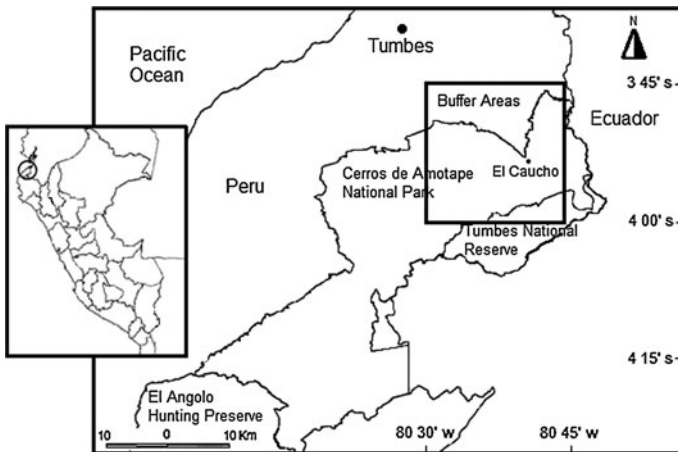 Pacific
Ocean
Tumbes
N
3 45' s
Buffer Areas
Ecuador
Peru
Cerros de Amotape
National Park
El Caucho
4 00' s
Tumbes National
Reserve
4 15' s
El Angolo
Hunting Preserve
10 0 10 Km
80 30' w
80 45' w